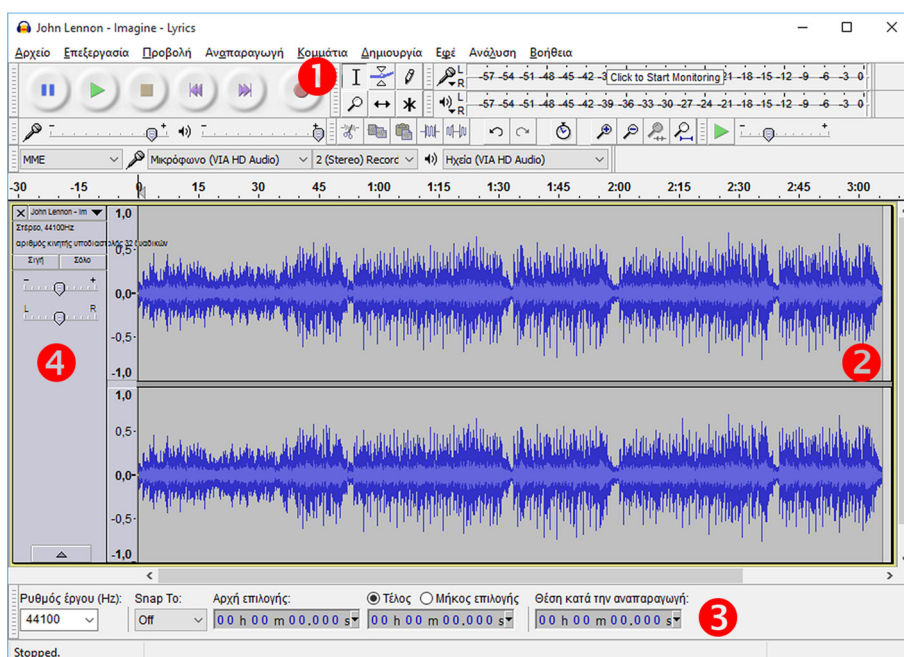 John Lennon - Imagine - Lyrics
Αρχείο Επεξεργασία Προβολή Αναπαραγωγή Κομμάτια Δημιουργία Εφέ Ανάλυση Βοήθεια
1
L R -57 -54 -51 -48 -45 -42 -3 Click to Start Monitoring 21 -18 -15 -12 -9 -6 -3 0
L R -57 -54 -51 -48 -45 -42 -39 -36 -33 -30 -27 -24 -21 -18 -15 -12 -9 -6 -3 0
- + - + - +
MME Μικρόφωνο (VIA HD Audio) 2 (Stereo) Recorc Ηχεία (VIA HD Audio)
-30 -15 0 15 30 45 1:00 1:15 1:30 1:45 2:00 2:15 2:30 2:45 3:00
X John Lennon - Im 1,0
Στέρεο, 44100Hz
αριθμός κινητής υποδιαστολής 32 δυαδικών
0,5
Σιγή Σόλο
- + 0,0
L R
-0,5
4 2
-1,0
1,0
0,5
0,0
-0,5
-1,0
Ρυθμός έργου (Hz): Snap To: Αρχή επιλογής: Τέλος Μήκος επιλογής Θέση κατά την αναπαραγωγή:
44100 Off 00 h 00 m 00.000 s 00 h 00 m 00.000 s 00 h 00 m 00.000 s 3
Stopped.